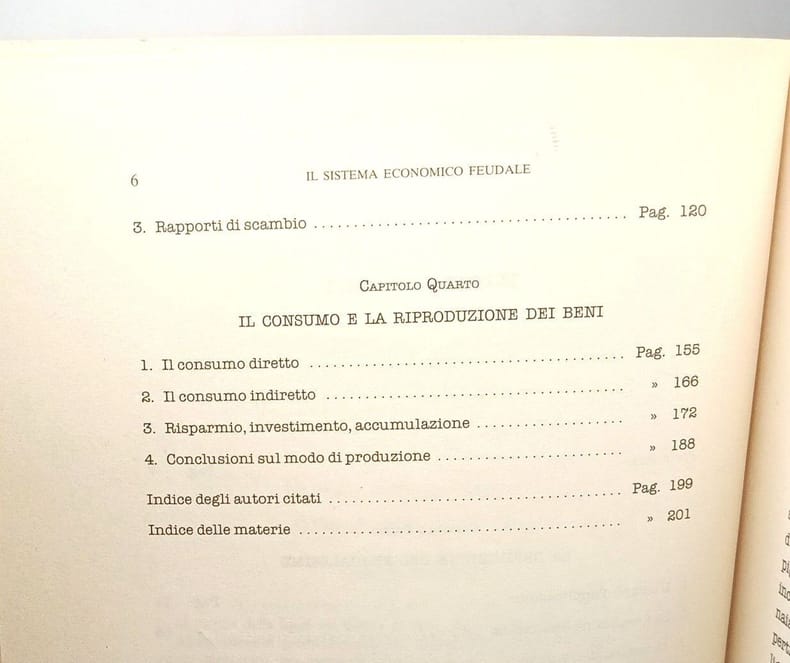 6 IL SISTEMA ECONOMICO FEUDALE
3. Rapporti di scambio ........................................ Pag. 120
CAPITOLO QUARTO
IL CONSUMO E LA RIPRODUZIONE DEI BENI
1. Il consumo diretto ........................................ Pag. 155
2. Il consumo indiretto ...................................... » 166
3. Risparmio, investimento, accumulazione .................... » 172
4. Conclusioni sul modo di produzione ........................ » 188
Indice degli autori citati ................................... Pag. 199
Indice delle materie ......................................... » 201